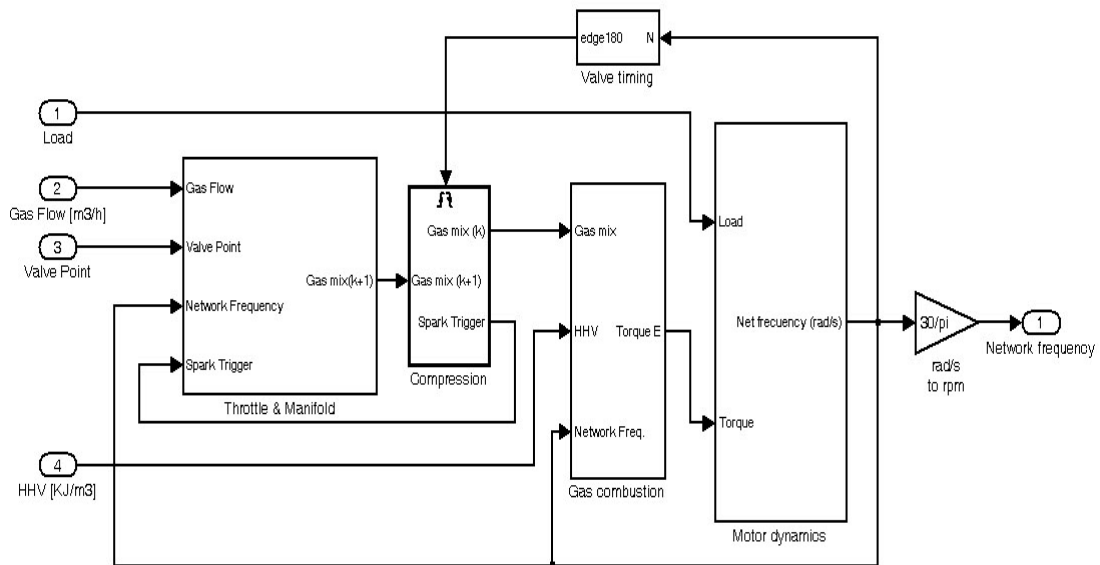 edge180 N
Valve timing
1
Load
2
Gas Flow [m3/h]
3
Valve Point
Gas Flow
Valve Point
Network Frequency
Spark Trigger
Gas mix(k+1)
Throttle & Manifold
Gas mix (k)
Gas mix (k+1)
Spark Trigger
Compression
Gas mix
HHV
Torque E
Network Freq.
Gas combustion
Load
Net frecuency (rad/s)
Torque
Motor dynamics
30/pi
rad/s
to rpm
1
Network frequency
4
HHV [KJ/m3]